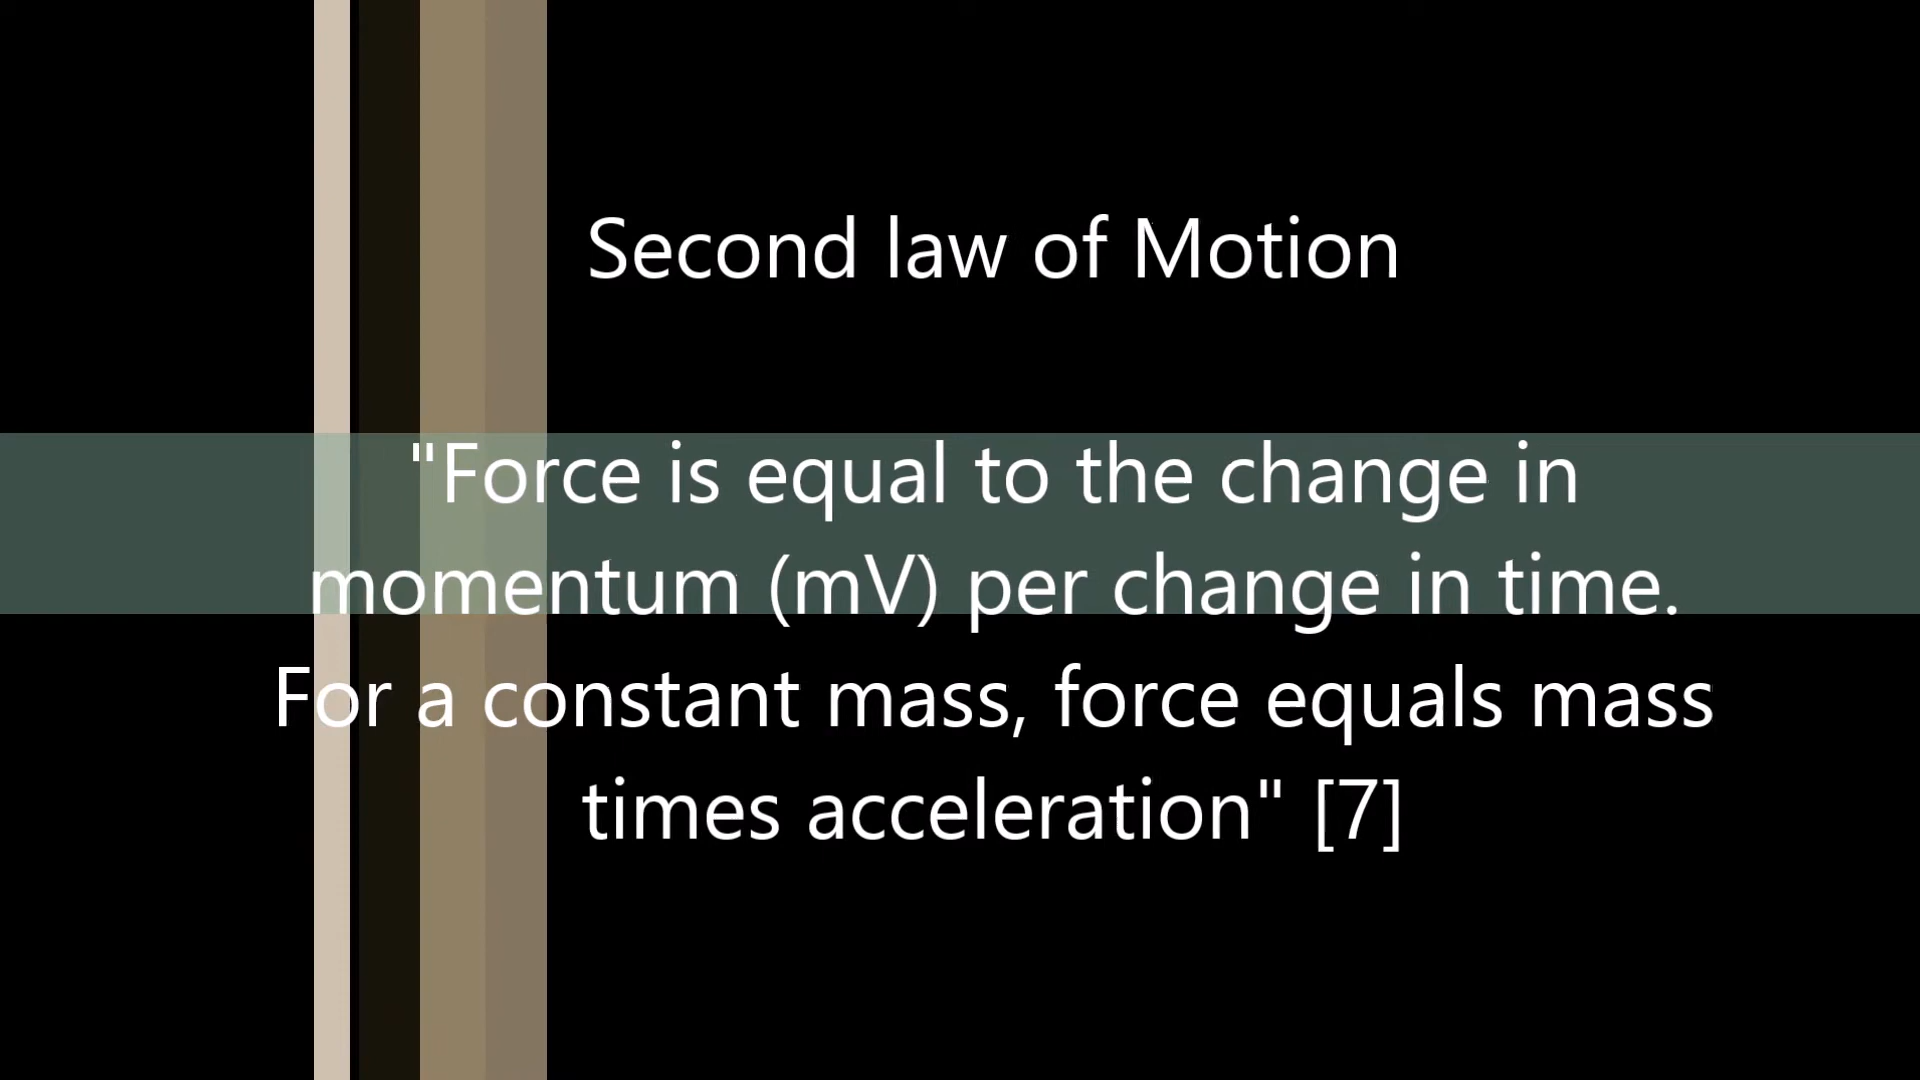 Second law of Motion
"Force is equal to the change in
momentum (mV) per change in time.
For a constant mass, force equals mass
times acceleration" [7]